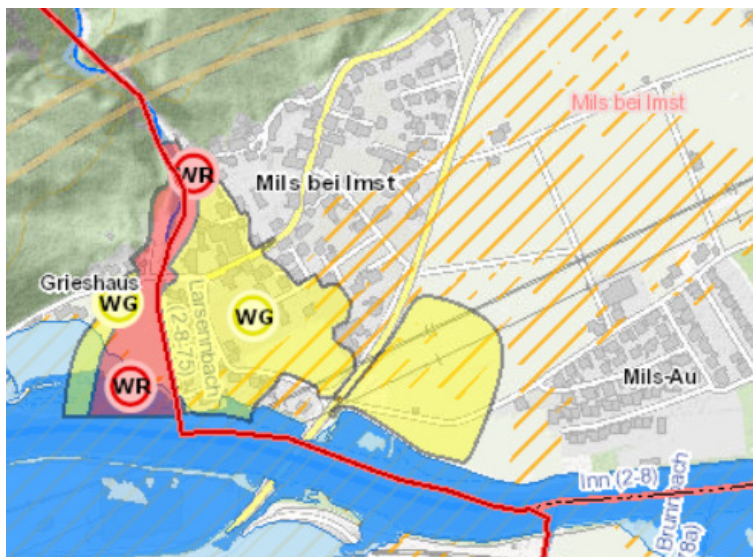 Mils bei Imst
WR
Mils bei Imst
Grieshaus
WG
Larsennbach
(2-8-75)
WG
WR
Mils-Au
Inn (2-8)
Brunnbach
8a)